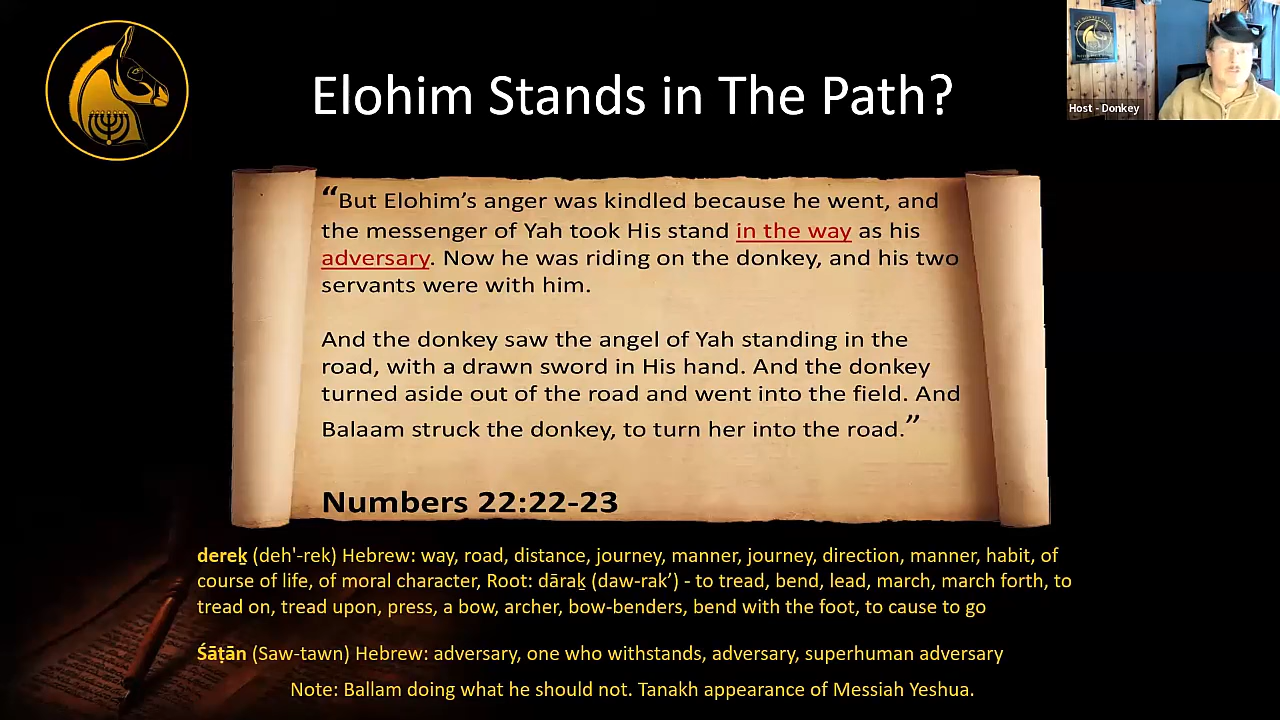 Elohim Stands in The Path?
Host - Donkey
“But Elohim’s anger was kindled because he went, and
the messenger of Yah took His stand in the way as his
adversary. Now he was riding on the donkey, and his two
servants were with him.
And the donkey saw the angel of Yah standing in the
road, with a drawn sword in His hand. And the donkey
turned aside out of the road and went into the field. And
Balaam struck the donkey, to turn her into the road.”
Numbers 22:22-23
dereḵ (deh'-rek) Hebrew: way, road, distance, journey, manner, journey, direction, manner, habit, of
course of life, of moral character, Root: dāraḵ (daw-rak’) - to tread, bend, lead, march, march forth, to
tread on, tread upon, press, a bow, archer, bow-benders, bend with the foot, to cause to go
Śāṭān (Saw-tawn) Hebrew: adversary, one who withstands, adversary, superhuman adversary
Note: Ballam doing what he should not. Tanakh appearance of Messiah Yeshua.